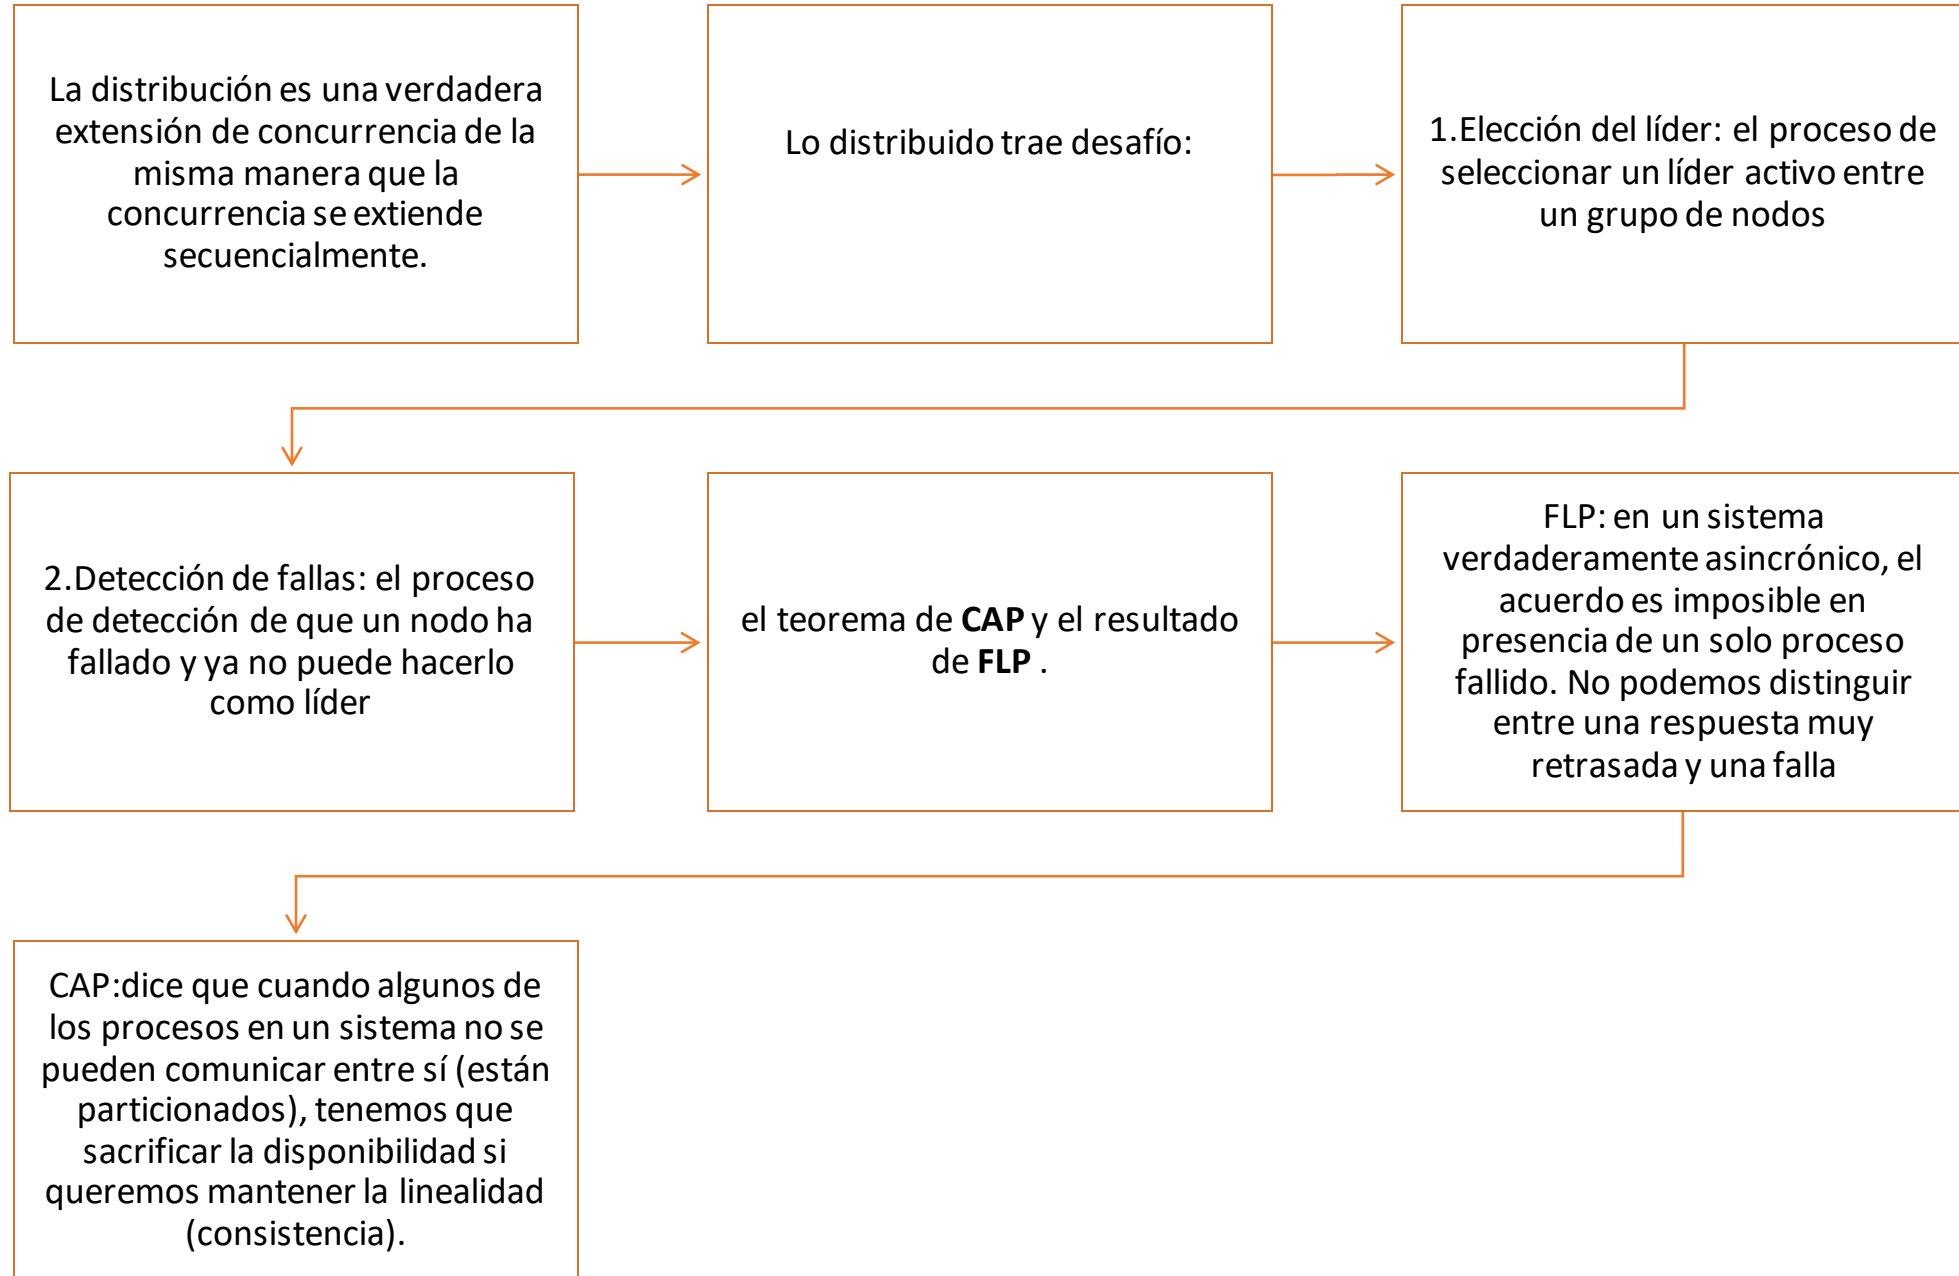 La distribución es una verdadera
extensión de concurrencia de la
misma manera que la
concurrencia se extiende
secuencialmente.
Lo distribuido trae desafío:
1.Elección del líder: el proceso de
seleccionar un líder activo entre
un grupo de nodos
2.Detección de fallas: el proceso
de detección de que un nodo ha
fallado y ya no puede hacerlo
como líder
el teorema de CAP y el resultado
de FLP .
FLP: en un sistema
verdaderamente asincrónico, el
acuerdo es imposible en
presencia de un solo proceso
fallido. No podemos distinguir
entre una respuesta muy
retrasada y una falla
CAP:dice que cuando algunos de
los procesos en un sistema no se
pueden comunicar entre sí (están
particionados), tenemos que
sacrificar la disponibilidad si
queremos mantener la linealidad
(consistencia).